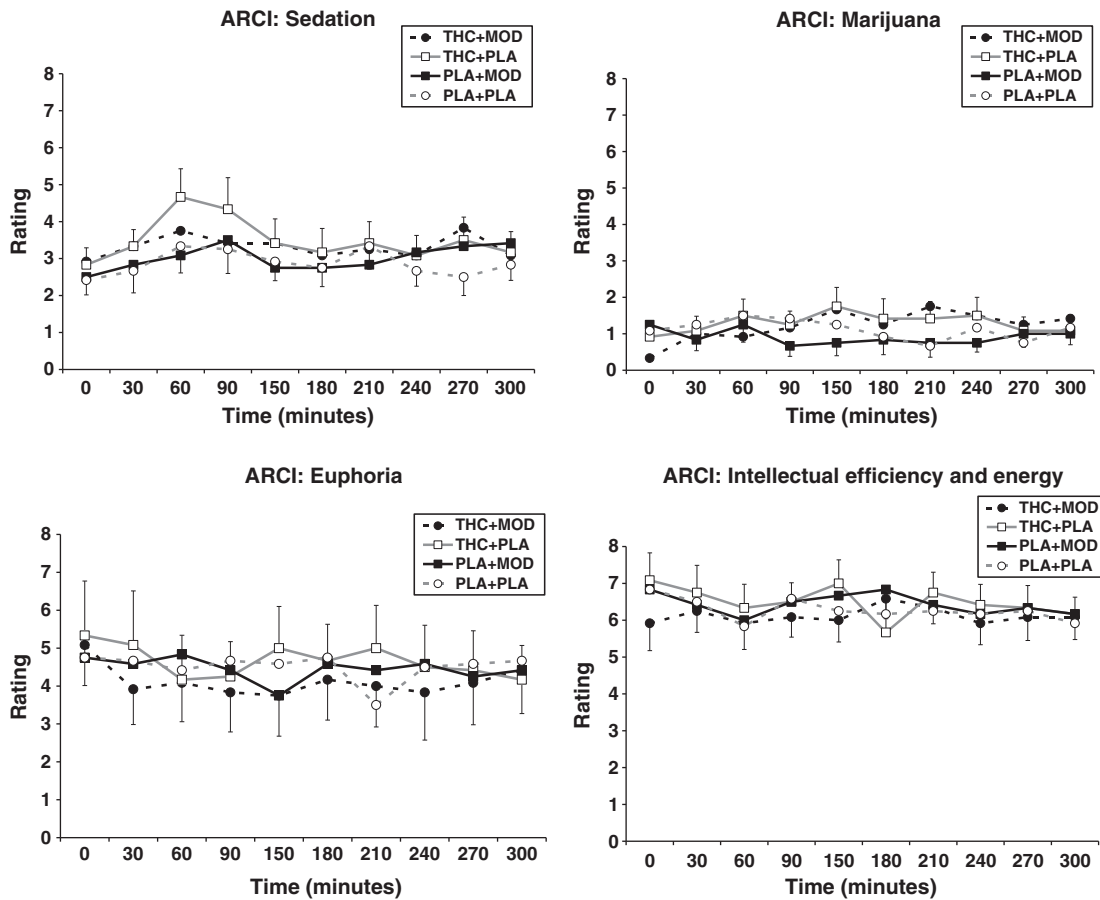 ARCI: Sedation
THC+MOD
THC+PLA
PLA+MOD
PLA+PLA
8
7
6
5
4
3
2
1
0
Rating
0 30 60 90 150 180 210 240 270 300
Time (minutes)
ARCI: Marijuana
THC+MOD
THC+PLA
PLA+MOD
PLA+PLA
8
7
6
5
4
3
2
1
0
Rating
0 30 60 90 150 180 210 240 270 300
Time (minutes)
ARCI: Euphoria
THC+MOD
THC+PLA
PLA+MOD
PLA+PLA
8
7
6
5
4
3
2
1
0
Rating
0 30 60 90 150 180 210 240 270 300
Time (minutes)
ARCI: Intellectual efficiency and energy
THC+MOD
THC+PLA
PLA+MOD
PLA+PLA
8
7
6
5
4
3
2
1
0
Rating
0 30 60 90 150 180 210 240 270 300
Time (minutes)